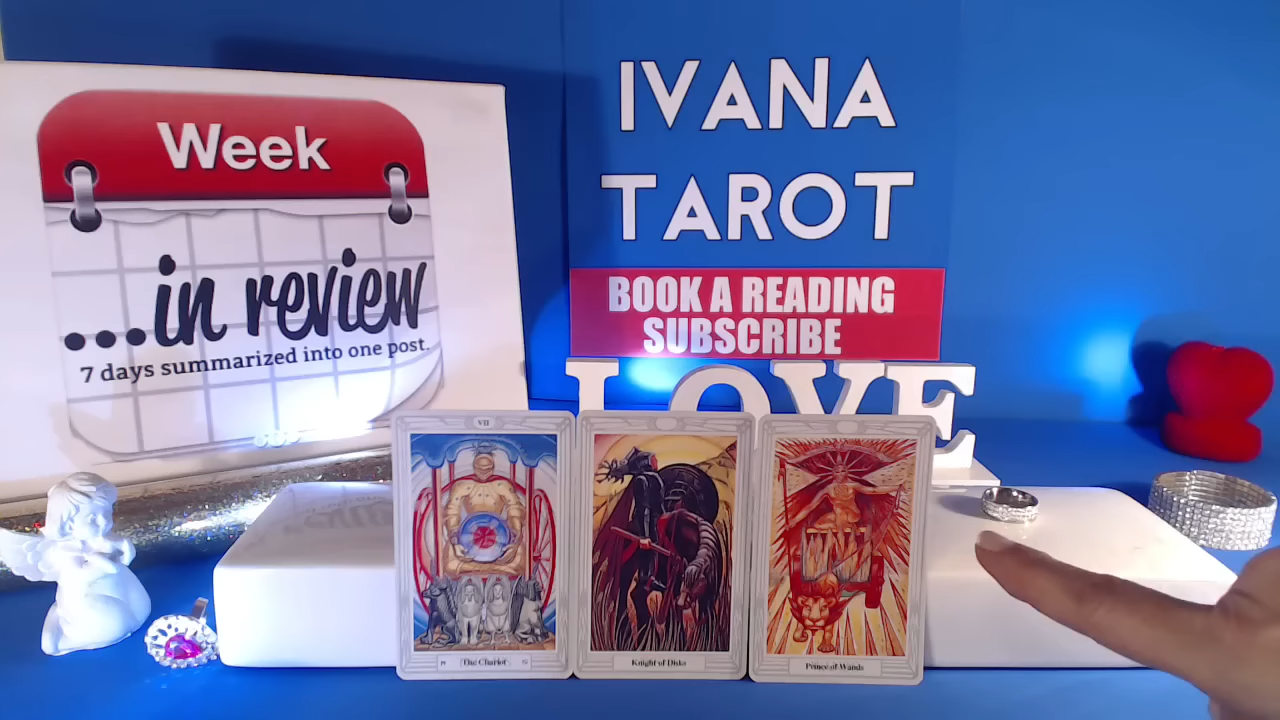 Week
...in review
7 days summarized into one post.
IVANA
TAROT
BOOK A READING
SUBSCRIBE
LOVE
VII
The Chariot
Knight of Disks
Prince of Wands